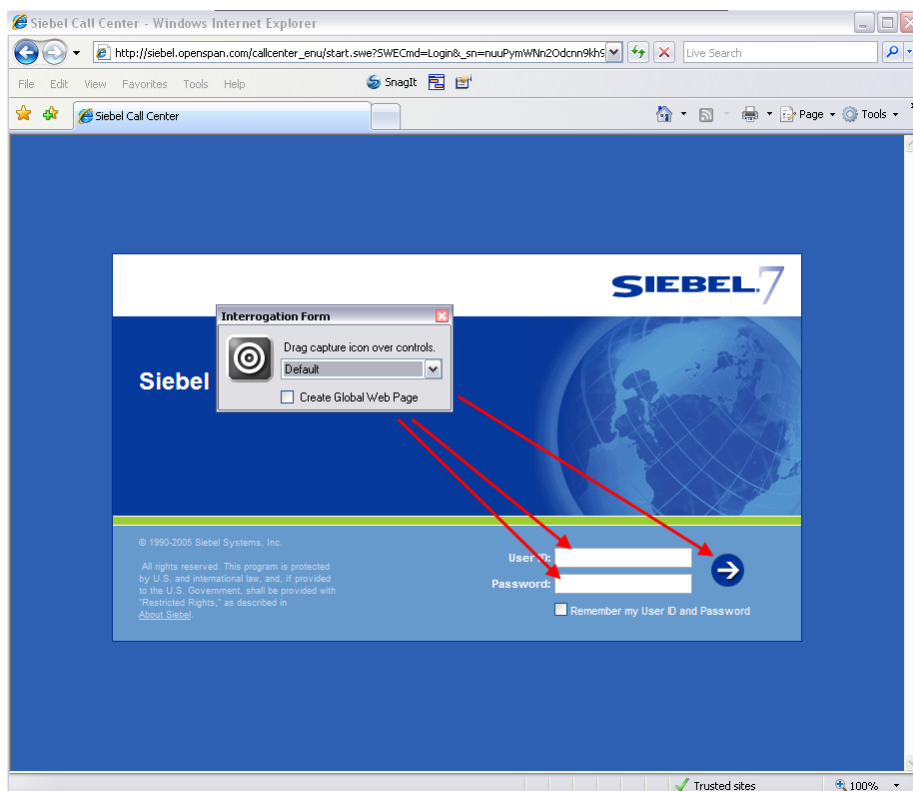 Siebel Call Center - Windows Internet Explorer
http://siebel.openspan.com/callcenter_enu/start.swe?SWECmd=Login&_sn=nuuPymWNn2Odcnn9kh9
Live Search
File Edit View Favorites Tools Help
SnagIt
Siebel Call Center
Page Tools
SIEBEL.7
Interrogation Form
Drag capture icon over controls.
Default
Create Global Web Page
Siebel
© 1990-2005 Siebel Systems, Inc.
All rights reserved. This program is protected
by U.S. and international law, and, if provided
to the U.S. Government, shall be provided with
"Restricted Rights," as described in
About Siebel.
User ID:
Password:
Remember my User ID and Password
Trusted sites
100%